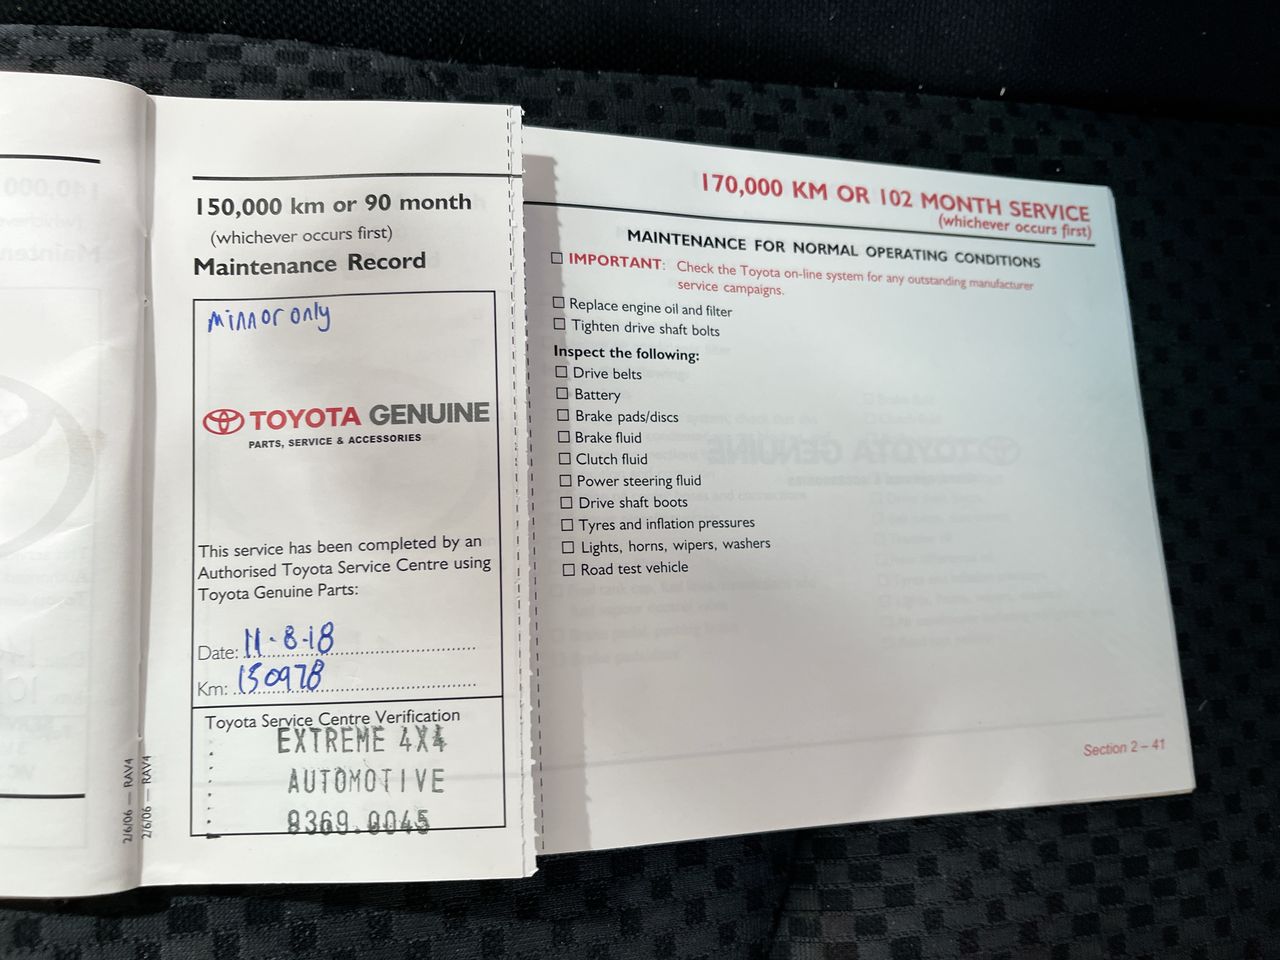 150,000 km or 90 month
(whichever occurs first)
Maintenance Record
Minnor only
TOYOTA GENUINE
PARTS, SERVICE & ACCESSORIES
This service has been completed by an
Authorised Toyota Service Centre using
Toyota Genuine Parts:
Date: 11-8-18
Km: 150978
Toyota Service Centre Verification
EXTREME 4X4
AUTOMOTIVE
8369.0045
2/6/06 — RAV4
2/6/06 — RAV4
170,000 KM OR 102 MONTH SERVICE
(whichever occurs first)
MAINTENANCE FOR NORMAL OPERATING CONDITIONS
IMPORTANT: Check the Toyota on-line system for any outstanding manufacturer
service campaigns.
Replace engine oil and filter
Tighten drive shaft bolts
Inspect the following:
Drive belts
Battery
Brake pads/discs
Brake fluid
Clutch fluid
Power steering fluid
Drive shaft boots
Tyres and inflation pressures
Lights, horns, wipers, washers
Road test vehicle
Section 2 – 41